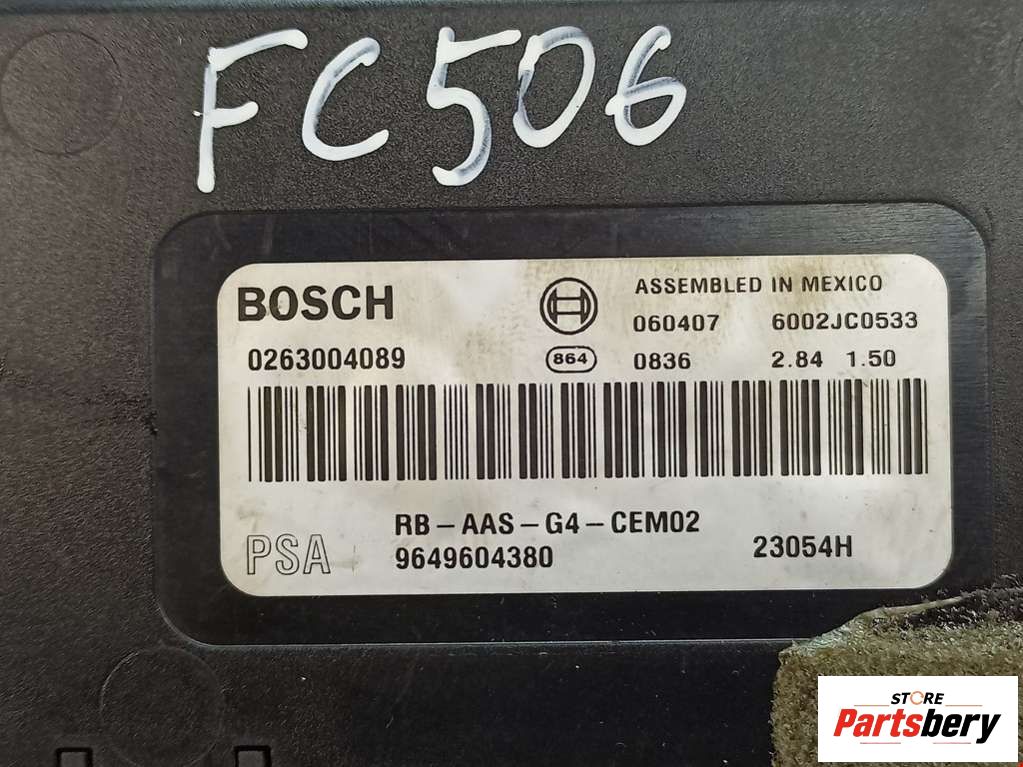 FC506
BOSCH
ASSEMBLED IN MEXICO
060407 6002JC0533
0263004089 864 0836 2.84 1.50
RB-AAS-G4-CEM02
PSA 9649604380 23054H
STORE
Partsbery